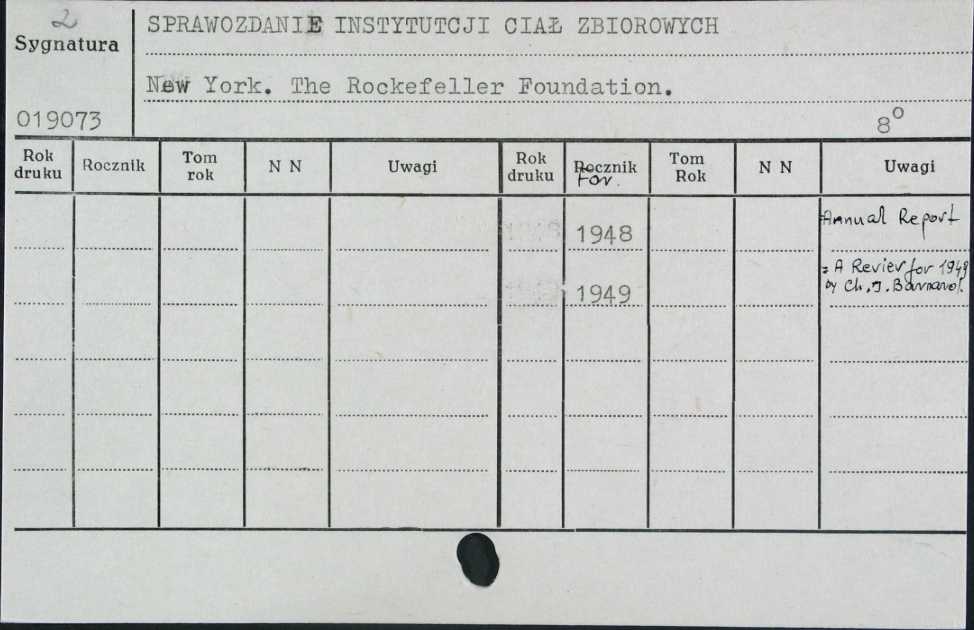 2
Sygnatura
SPRAWOZDANIE INSTYTUTCJI CIAŁ ZBIOROWYCH
New York. The Rockefeller Foundation.
019073
8o
Rok druku Rocznik Tom rok N N Uwagi Rok druku Rocznik for. Tom Rok N N Uwagi
1948 Annual Report
1949 : A Review for 1949
by Ch. J. Barnard.